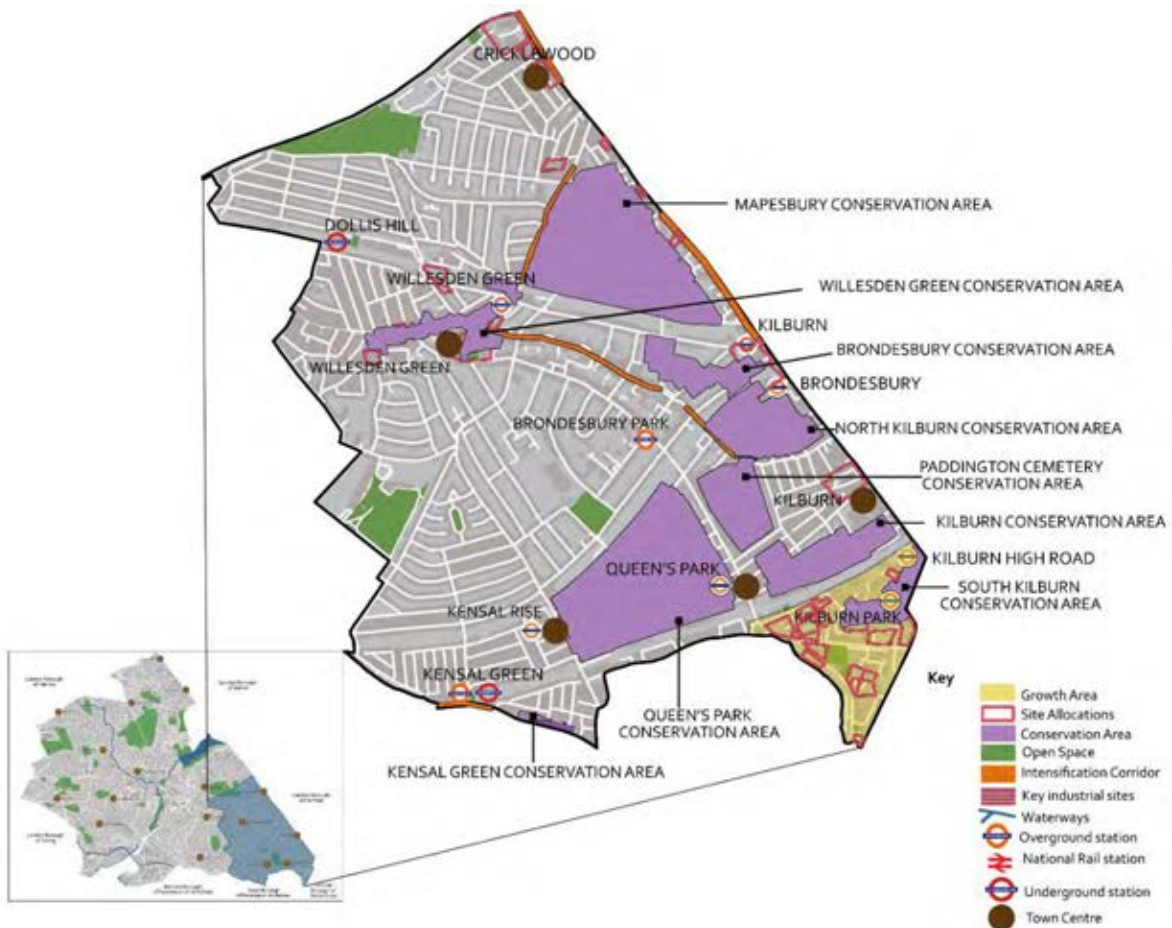 CRICKLEWOOD
MAPESBURY CONSERVATION AREA
DOLLIS HILL
WILLESDEN GREEN
WILLESDEN GREEN CONSERVATION AREA
KILBURN
BRONDESBURY CONSERVATION AREA
WILLESDEN GREEN
BRONDESBURY
BRONDESBURY PARK
NORTH KILBURN CONSERVATION AREA
PADDINGTON CEMETERY
CONSERVATION AREA
KILBURN
KILBURN CONSERVATION AREA
KILBURN HIGH ROAD
QUEEN'S PARK
SOUTH KILBURN
CONSERVATION AREA
KENSAL RISE
KILBURN PARK
KENSAL GREEN
QUEEN'S PARK
CONSERVATION AREA
KENSAL GREEN CONSERVATION AREA
Key
Growth Area
Site Allocations
Conservation Area
Open Space
Intensification Corridor
Key industrial sites
Waterways
Overground station
National Rail station
Underground station
Town Centre